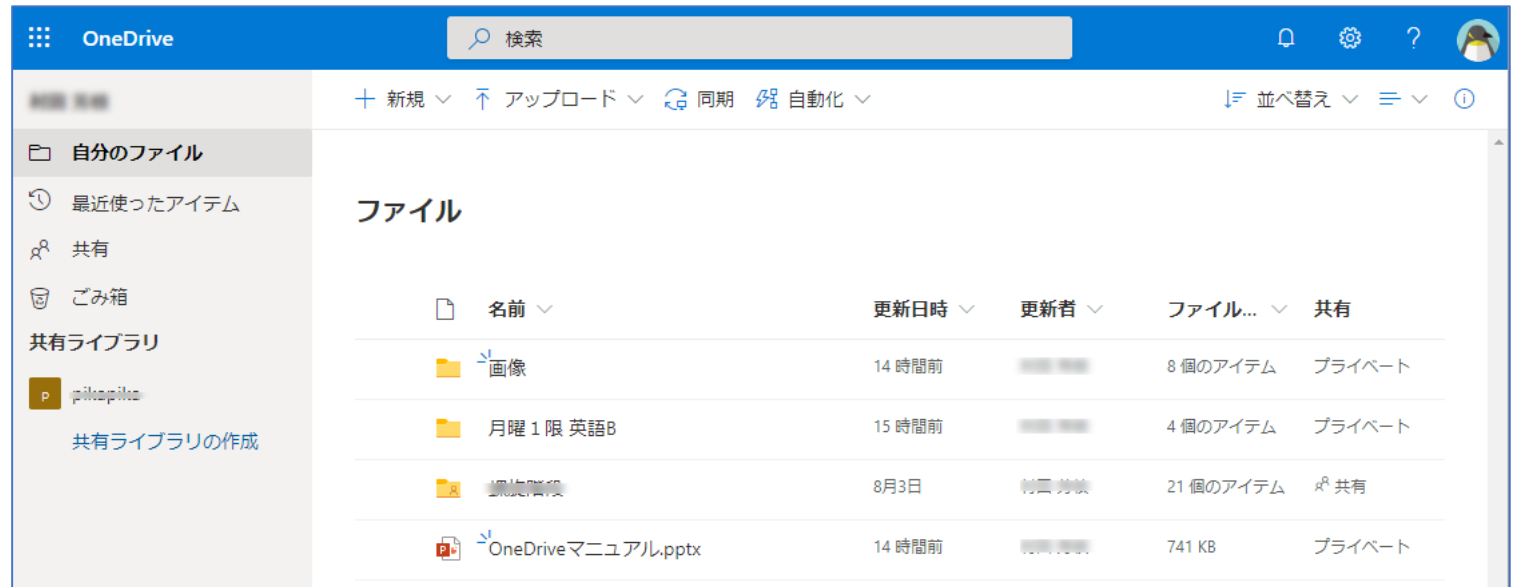 OneDrive
検索
新規
アップロード
同期
自動化
並べ替え
自分のファイル
最近使ったアイテム
共有
ごみ箱
共有ライブラリ
P
共有ライブラリの作成
ファイル
名前 更新日時 更新者 ファイル... 共有
画像 14 時間前 8 個のアイテム プライベート
月曜１限 英語B 15 時間前 4 個のアイテム プライベート
8月3日 21 個のアイテム 共有
OneDriveマニュアル.pptx 14 時間前 741 KB プライベート